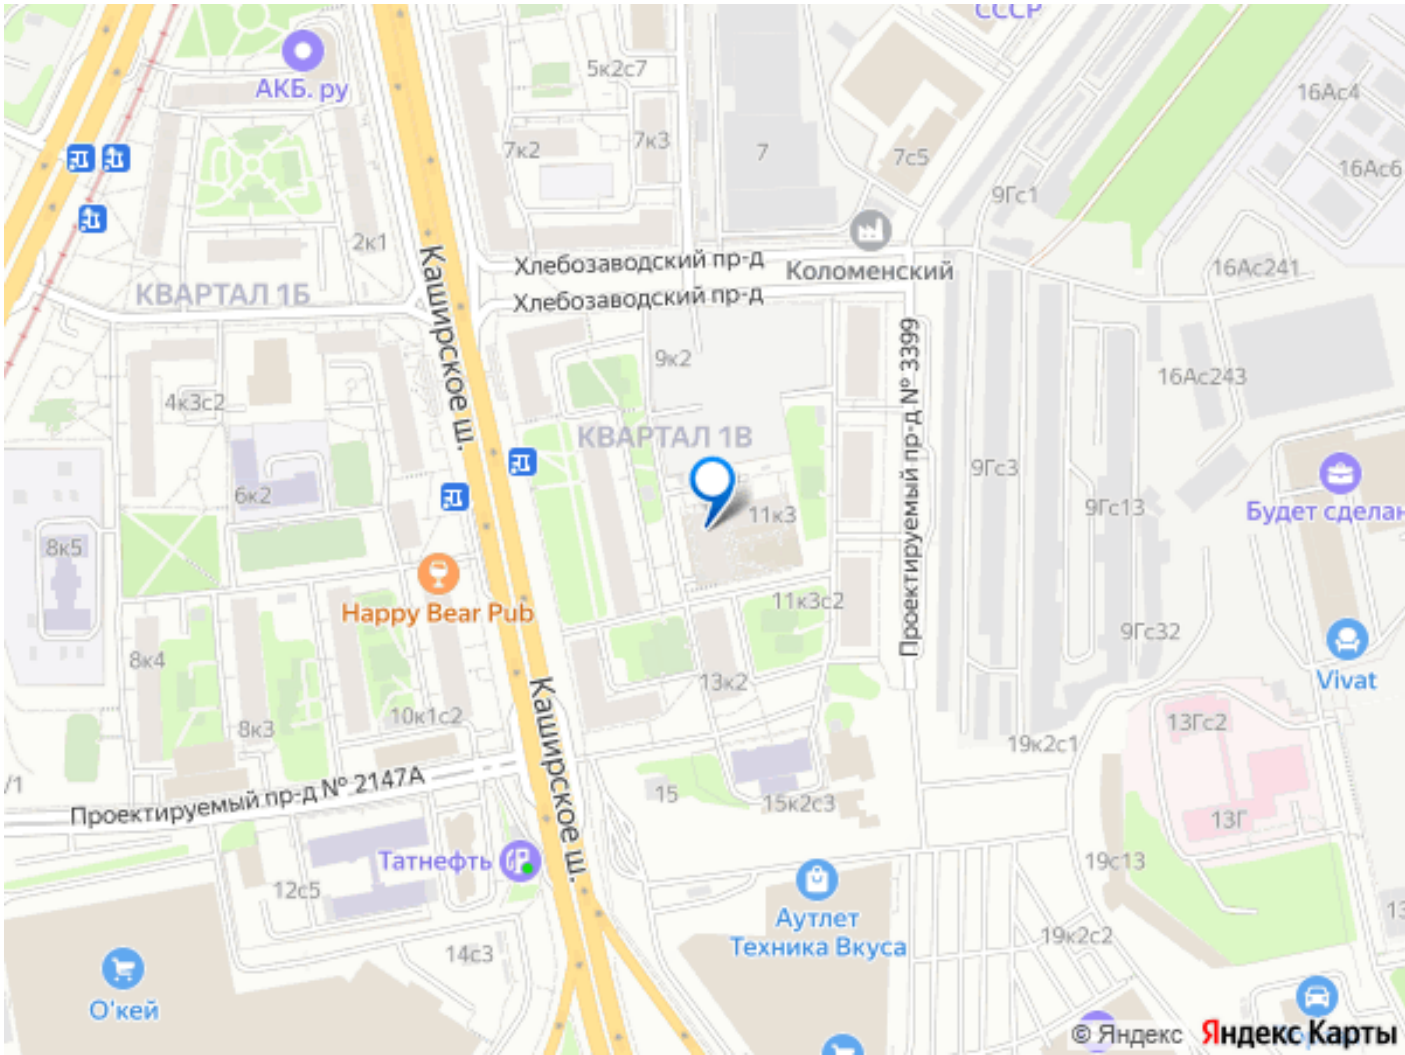 СССР
АКБ. ру
5к2с7
16Ас4
7к2
7к3
7
7с5
16Ас6
9Гс1
2к1
Каширское ш.
Хлебозаводский пр-д
Коломенский
16Ас241
КВАРТАЛ 1Б
Хлебозаводский пр-д
9к2
Проектируемый пр-д № 3399
16Ас243
4к3с2
КВАРТАЛ 1В
9Гс3
6к2
11к3
9Гс13
Будет сделан
8к5
Happy Bear Pub
11к3с2
9Гс32
8к4
13к2
Vivat
Каширское ш.
10к1с2
8к3
13Гс2
19к2с1
/1
Проектируемый пр-д № 2147А
15
15к2с3
13Г
Татнефть
19с13
12с5
Аутлет
Техника Вкуса
13
19к2с2
14с3
О'кей
© Яндекс Яндекс Карты